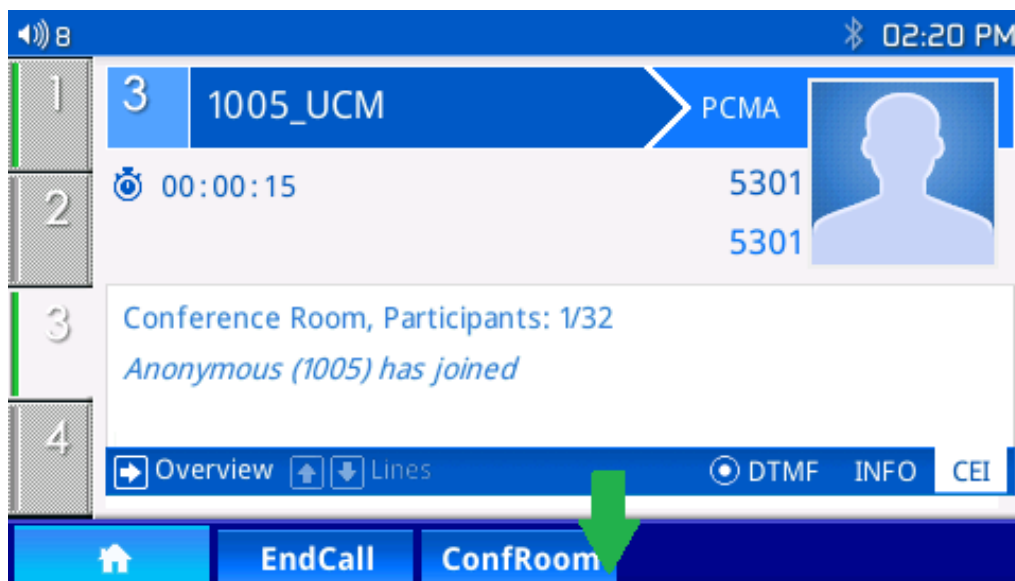 8 02:20 PM
1 3 1005_UCM PCMA
00:00:15 5301
2 5301
3 Conference Room, Participants: 1/32
Anonymous (1005) has joined
4
Overview Lines DTMF INFO CEI
EndCall ConfRoom